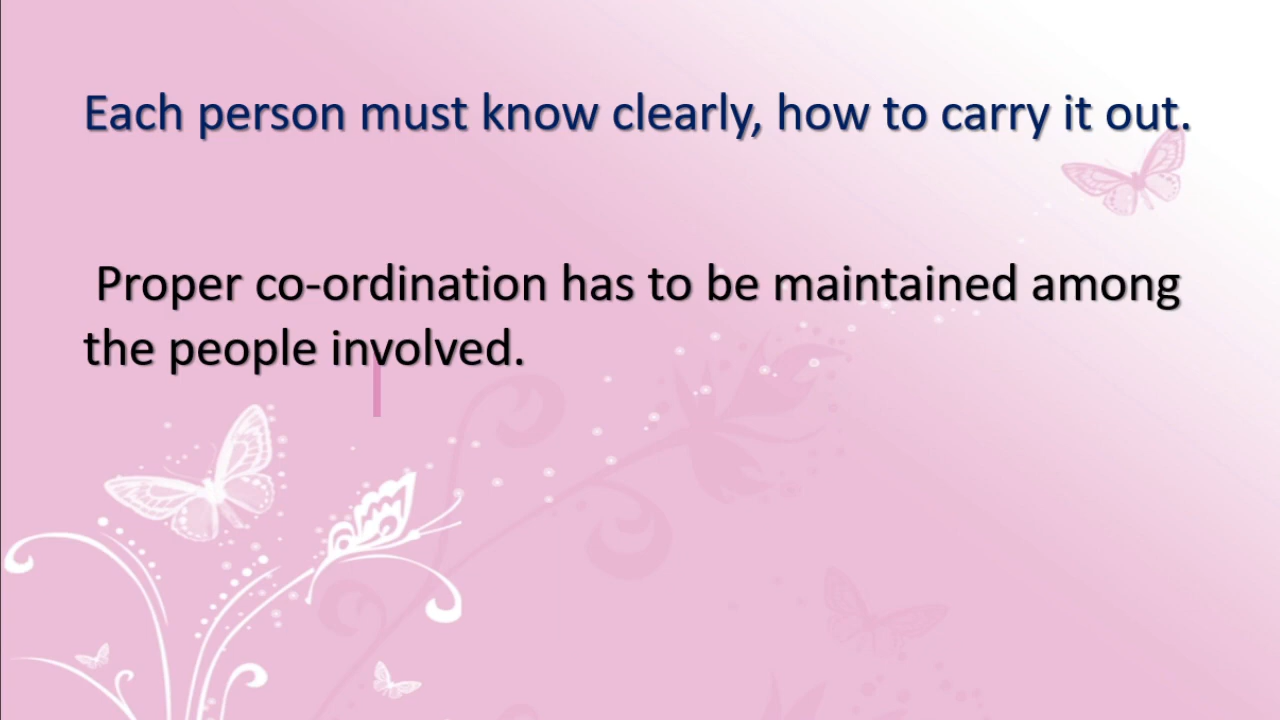 Each person must know clearly, how to carry it out.
Proper co-ordination has to be maintained among
the people involved.